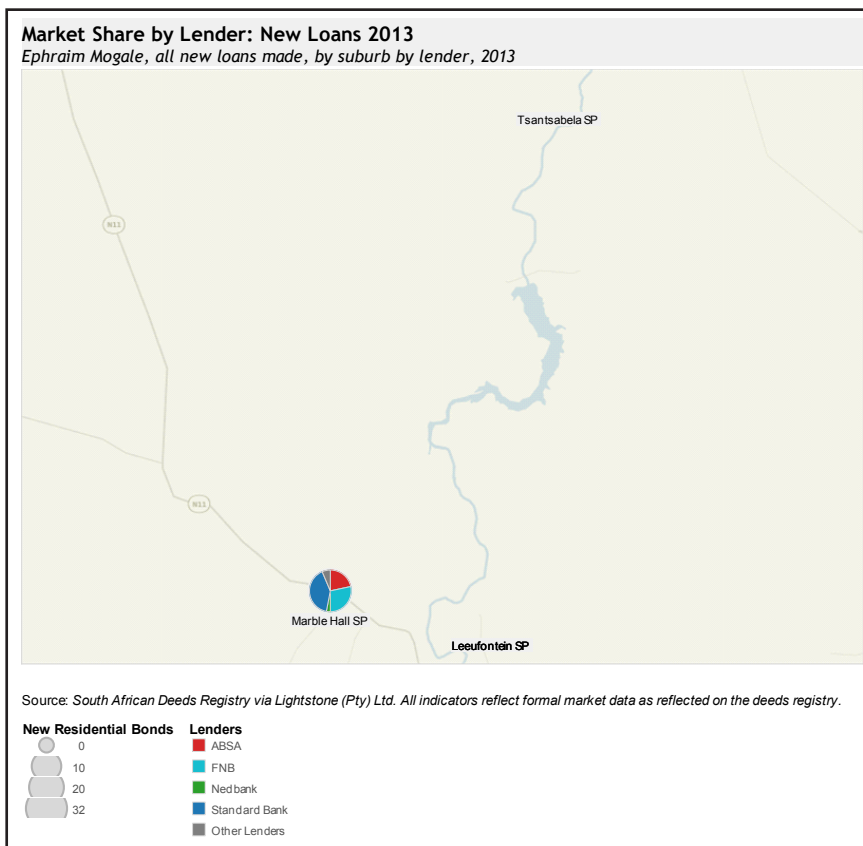 Market Share by Lender: New Loans 2013
Ephraim Mogale, all new loans made, by suburb by lender, 2013
Tsantsabela SP
N11
N11
Marble Hall SP
Leeufontein SP
Source: South African Deeds Registry via Lightstone (Pty) Ltd. All indicators reflect formal market data as reflected on the deeds registry.
New Residential Bonds
0
10
20
32
Lenders
ABSA
FNB
Nedbank
Standard Bank
Other Lenders